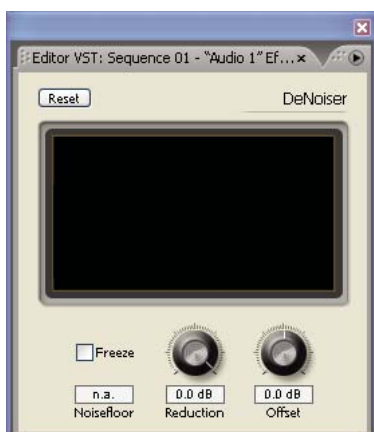 Editor VST: Sequence 01 - "Audio 1" Ef...x
Reset
DeNoiser
Freeze
n.a.
0.0 dB
0.0 dB
Noisefloor
Reduction
Offset